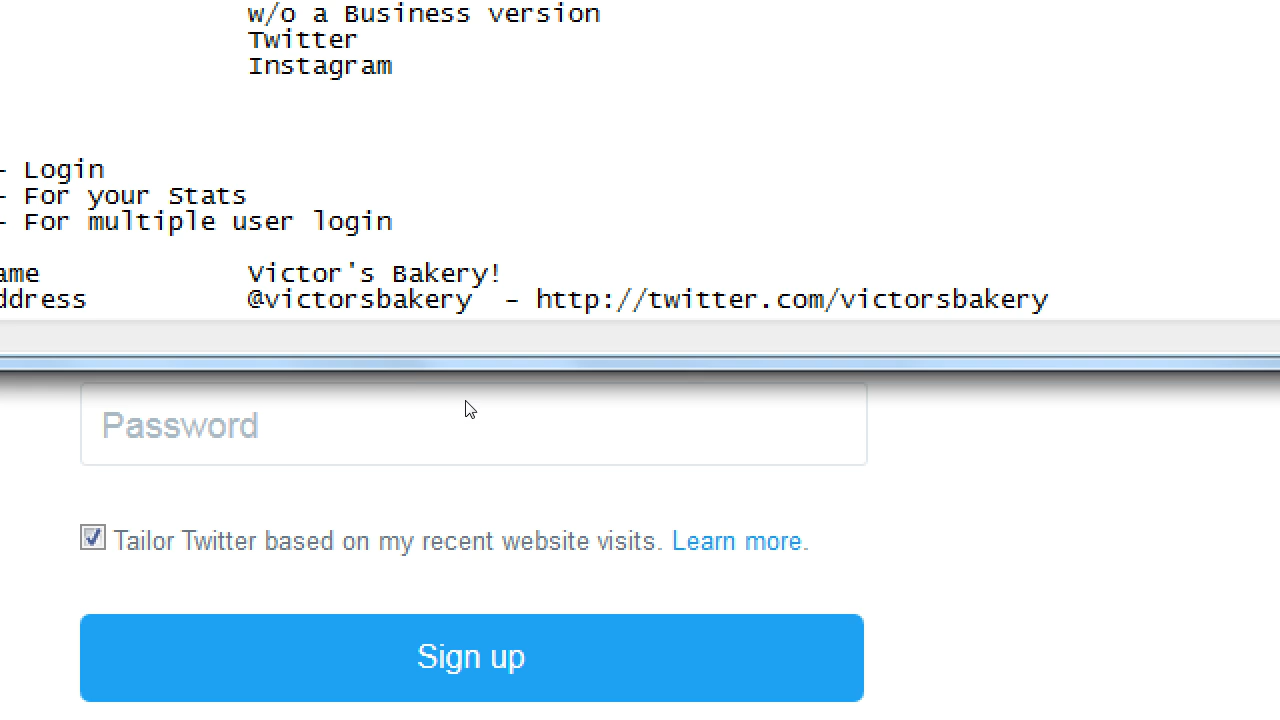 w/o a Business version
Twitter
Instagram
- Login
- For your Stats
- For multiple user login
ame Victor's Bakery!
ddress @victorsbakery - http://twitter.com/victorsbakery
Password
Tailor Twitter based on my recent website visits. Learn more.
Sign up